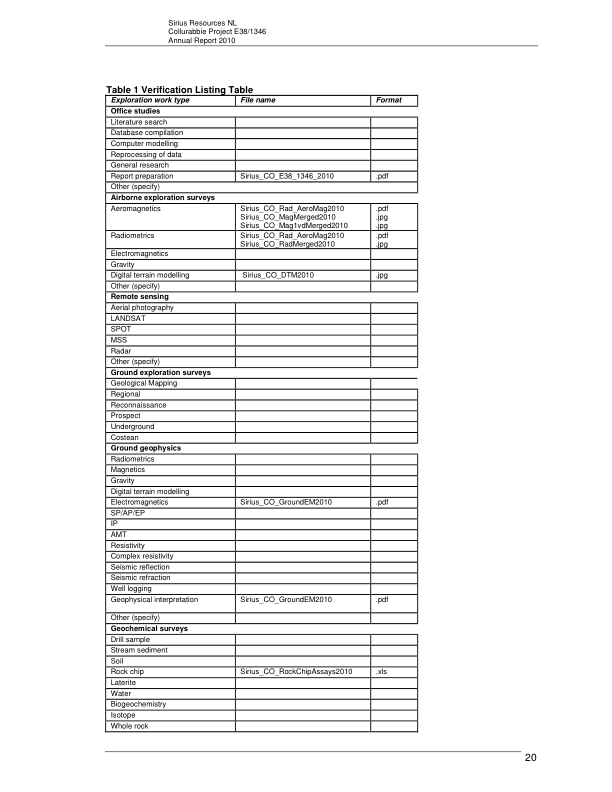 Sirius Resources NL
Collurabbie Project E38/1346
Annual Report 2010
Table 1 Verification Listing Table
Exploration work type File name Format
Office studies
Literature search
Database compilation
Computer modelling
Reprocessing of data
General research
Report preparation Sirius_CO_E38_1346_2010 .pdf
Other (specify)
Airborne exploration surveys
Aeromagnetics Sirius_CO_Rad_AeroMag2010 .pdf
Sirius_CO_MagMerged2010 .jpg
Sirius_CO_Mag1vdMerged2010 .jpg
Radiometrics Sirius_CO_Rad_AeroMag2010 .pdf
Sirius_CO_RadMerged2010 .jpg
Electromagnetics
Gravity
Digital terrain modelling Sirius_CO_DTM2010 .jpg
Other (specify)
Remote sensing
Aerial photography
LANDSAT
SPOT
MSS
Radar
Other (specify)
Ground exploration surveys
Geological Mapping
Regional
Reconnaissance
Prospect
Underground
Costean
Ground geophysics
Radiometrics
Magnetics
Gravity
Digital terrain modelling
Electromagnetics Sirius_CO_GroundEM2010 .pdf
SP/AP/EP
IP
AMT
Resistivity
Complex resistivity
Seismic reflection
Seismic refraction
Well logging
Geophysical interpretation Sirius_CO_GroundEM2010 .pdf
Other (specify)
Geochemical surveys
Drill sample
Stream sediment
Soil
Rock chip Sirius_CO_RockChipAssays2010 .xls
Laterite
Water
Biogeochemistry
Isotope
Whole rock
20